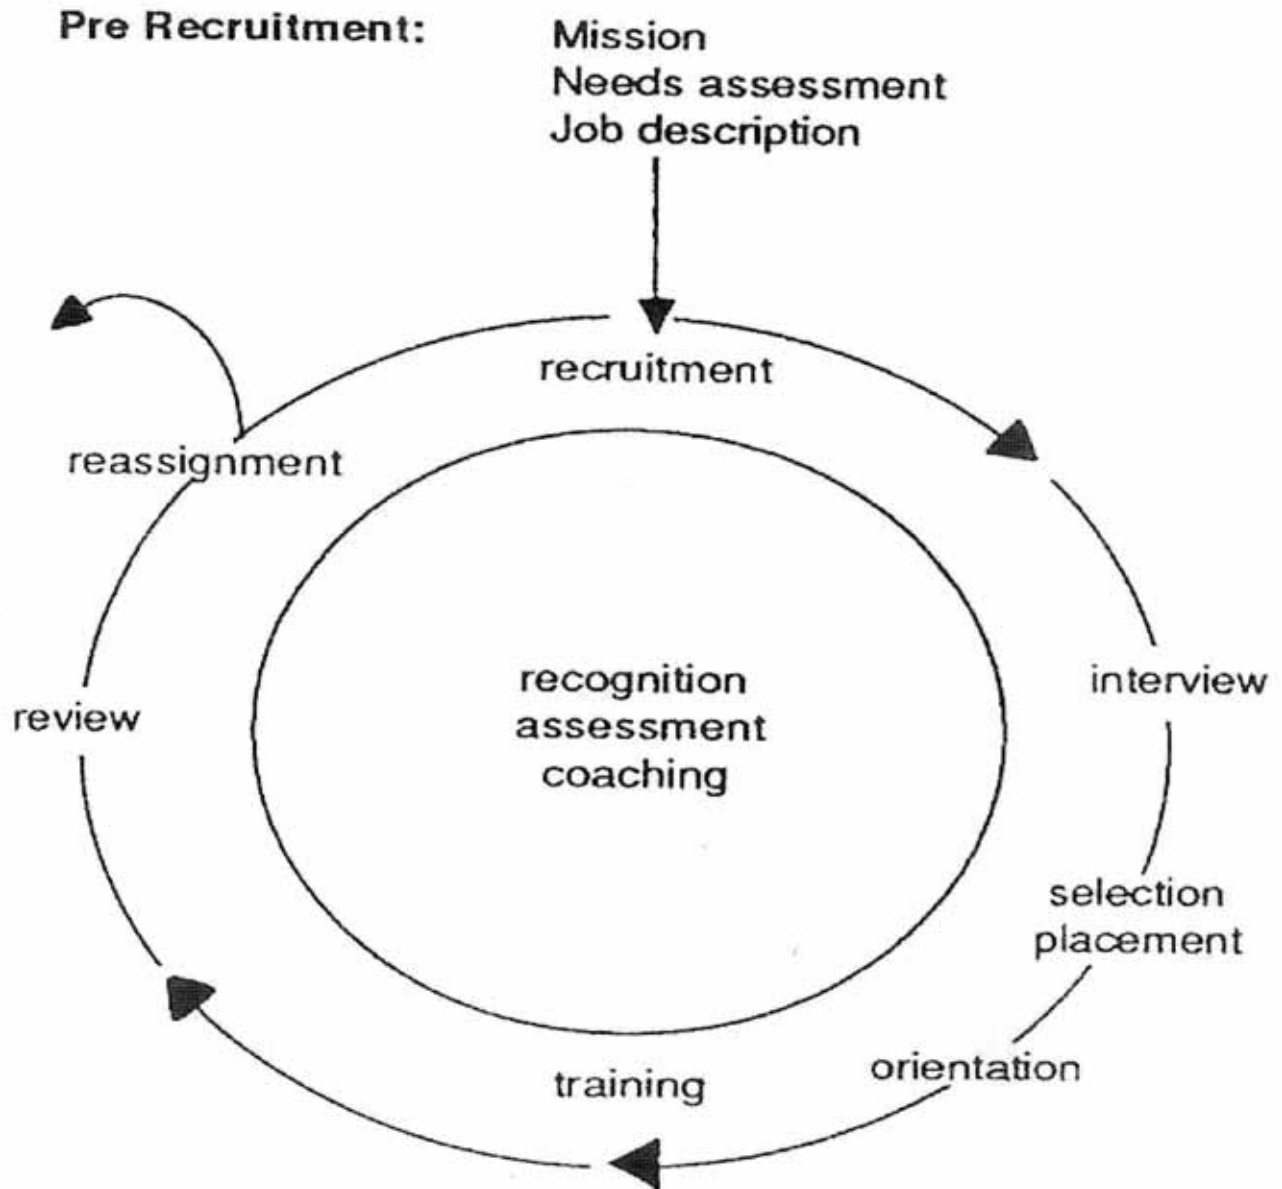 Pre Recruitment:
Mission
Needs assessment
Job description
recruitment
interview
selection
placement
orientation
training
review
reassignment
recognition
assessment
coaching